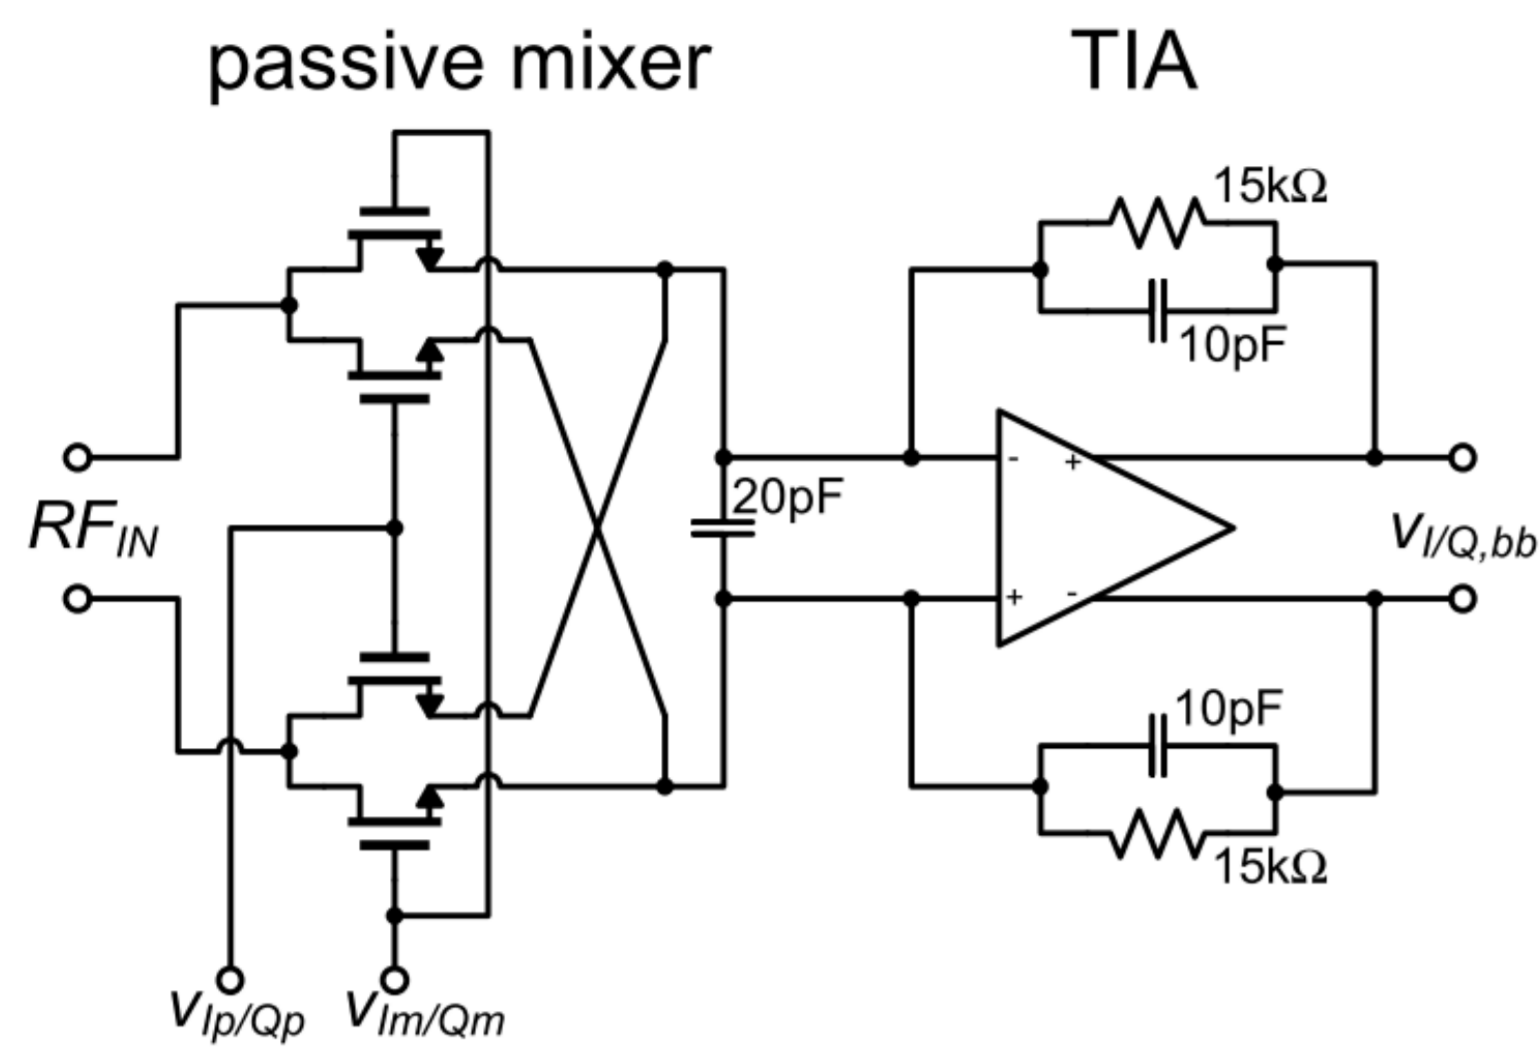 passive mixer
TIA
15kΩ
10pF
- +
20pF
RF_IN
v_I/Q,bb
+ -
10pF
15kΩ
v_Ip/Qp
v_Im/Qm